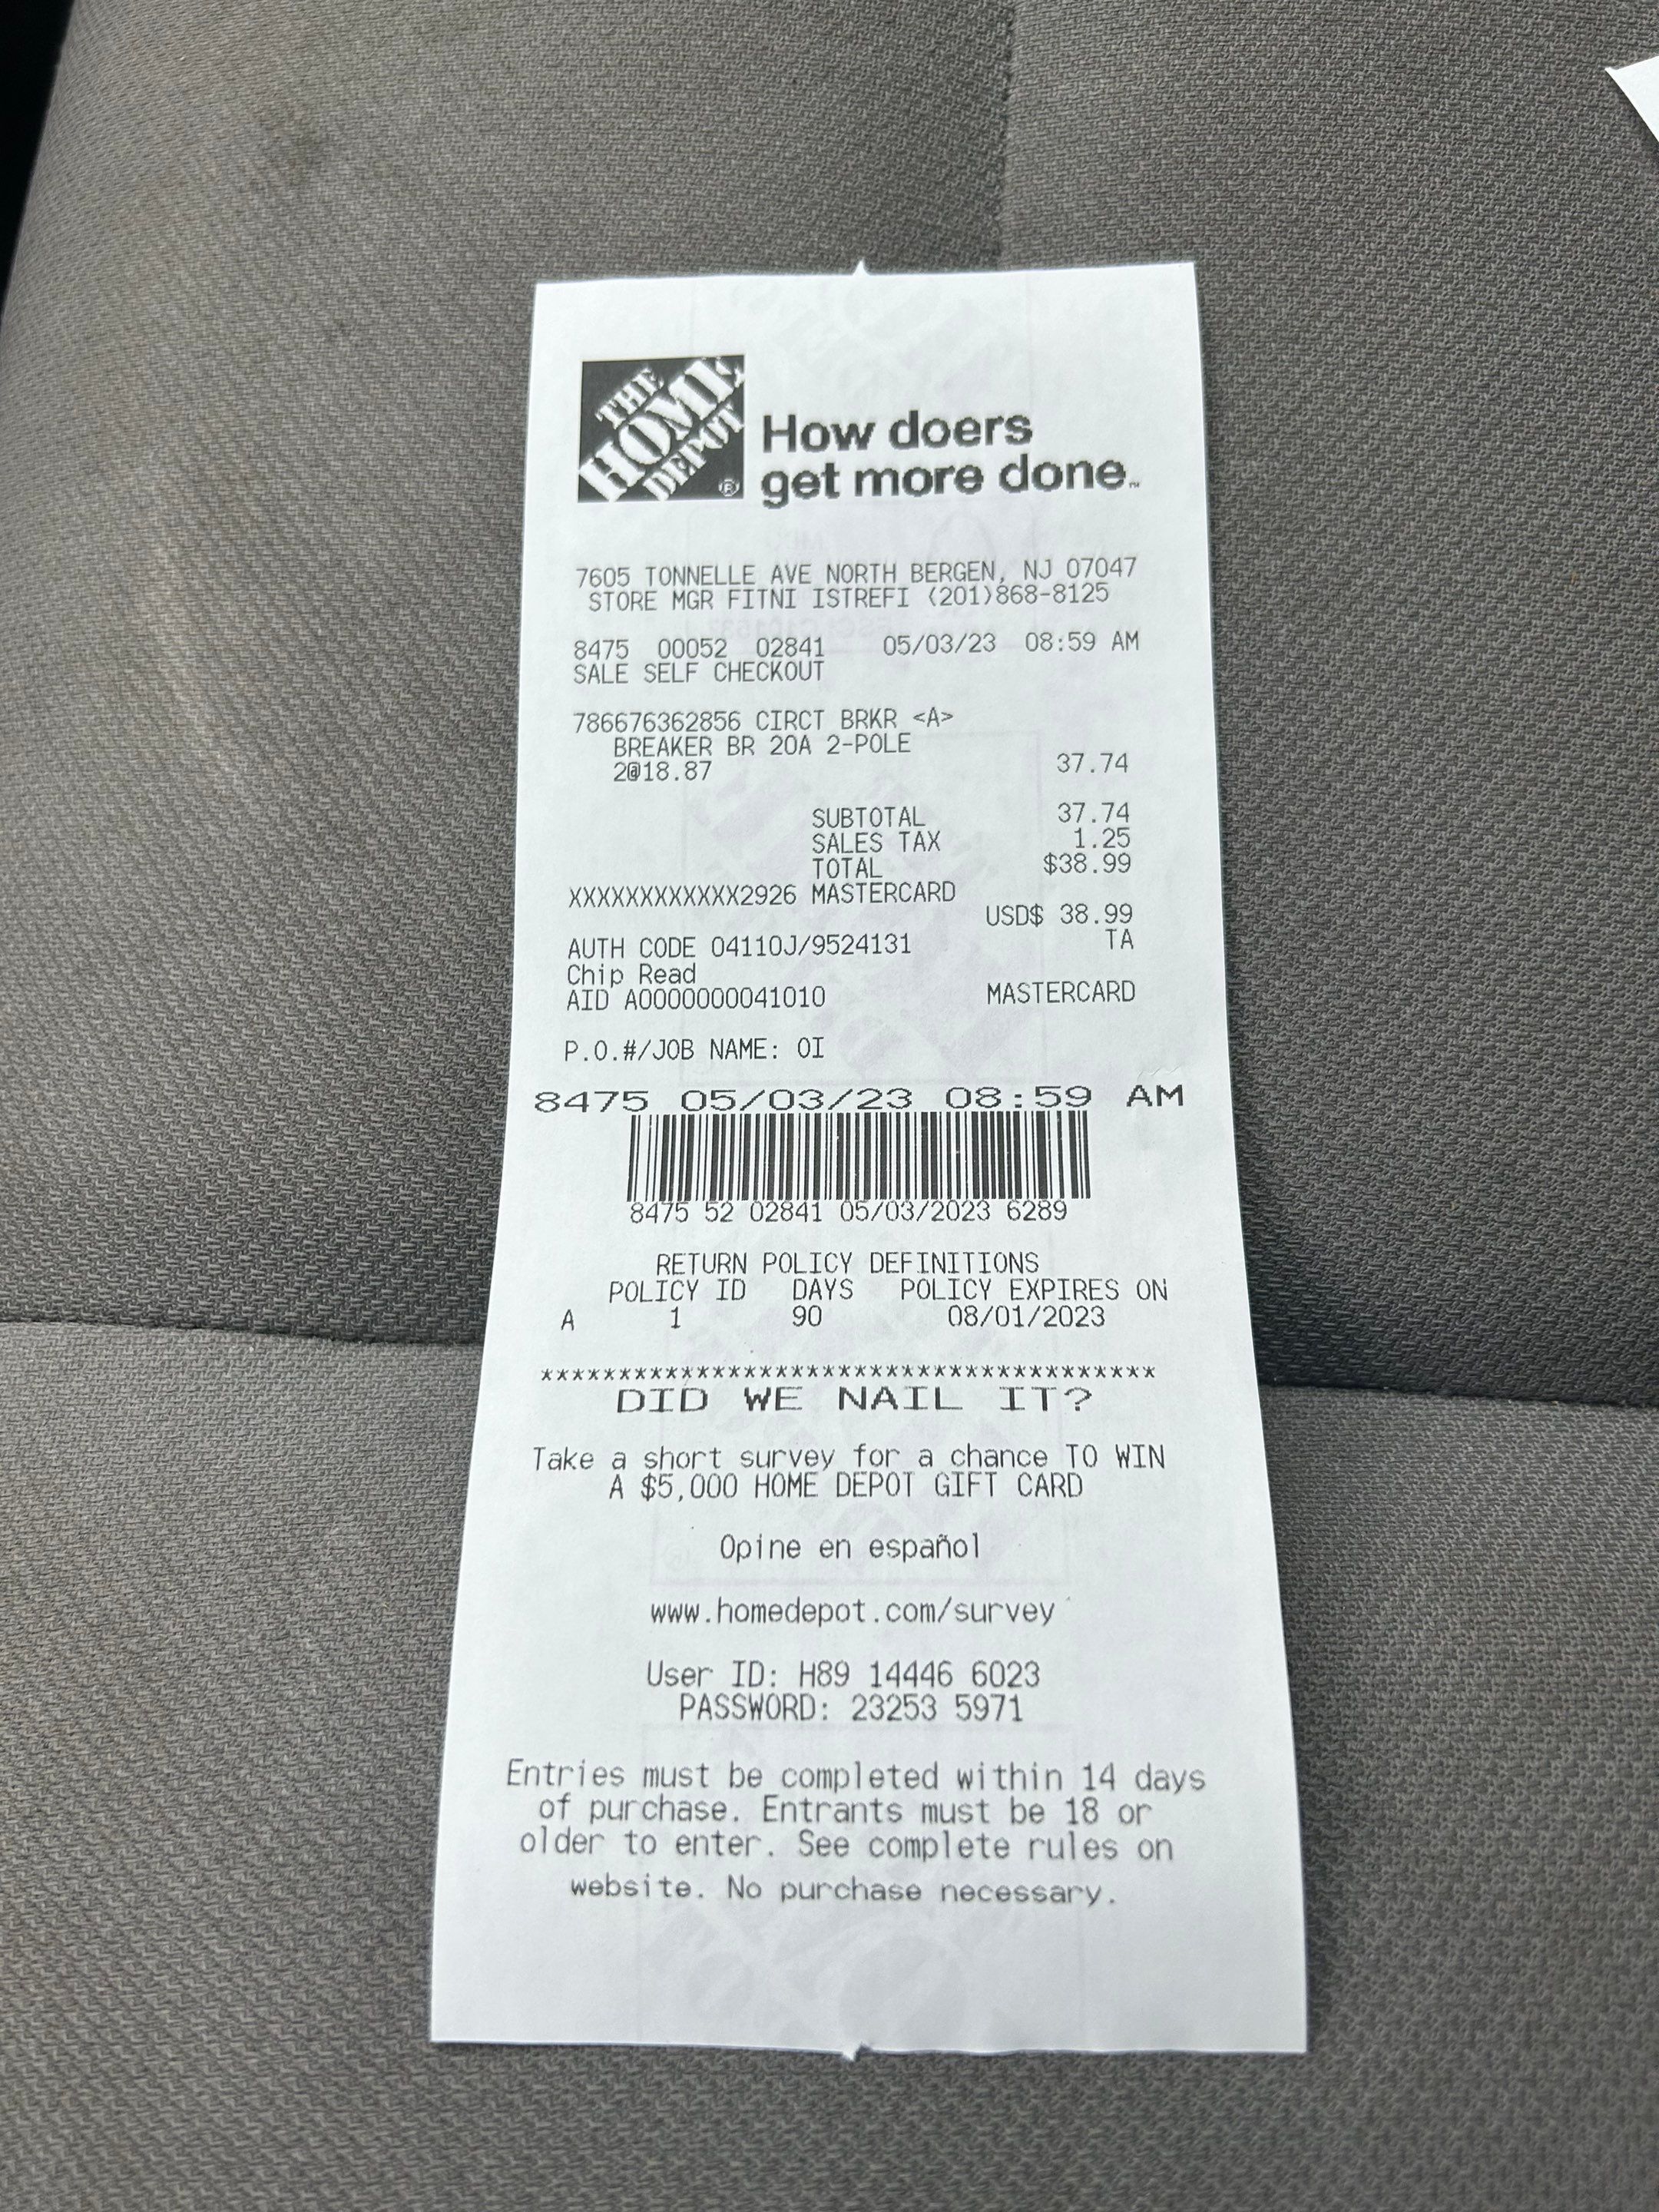 THE
HOME
DEPOT
®
How doers
get more done.™
7605 TONNELLE AVE NORTH BERGEN, NJ 07047
STORE MGR FITNI ISTREFI (201)868-8125
8475 00052 02841 05/03/23 08:59 AM
SALE SELF CHECKOUT
786676362856 CIRCT BRKR <A>
BREAKER BR 20A 2-POLE
2@18.87 37.74
SUBTOTAL 37.74
SALES TAX 1.25
TOTAL $38.99
XXXXXXXXXXXX2926 MASTERCARD
USD$ 38.99
AUTH CODE 04110J/9524131 TA
Chip Read
AID A0000000041010 MASTERCARD
P.O.#/JOB NAME: OI
8475 05/03/23 08:59 AM
8475 52 02841 05/03/2023 6289
RETURN POLICY DEFINITIONS
POLICY ID DAYS POLICY EXPIRES ON
A 1 90 08/01/2023
****************************************
DID WE NAIL IT?
Take a short survey for a chance TO WIN
A $5,000 HOME DEPOT GIFT CARD
Opine en español
www.homedepot.com/survey
User ID: H89 14446 6023
PASSWORD: 23253 5971
Entries must be completed within 14 days
of purchase. Entrants must be 18 or
older to enter. See complete rules on
website. No purchase necessary.